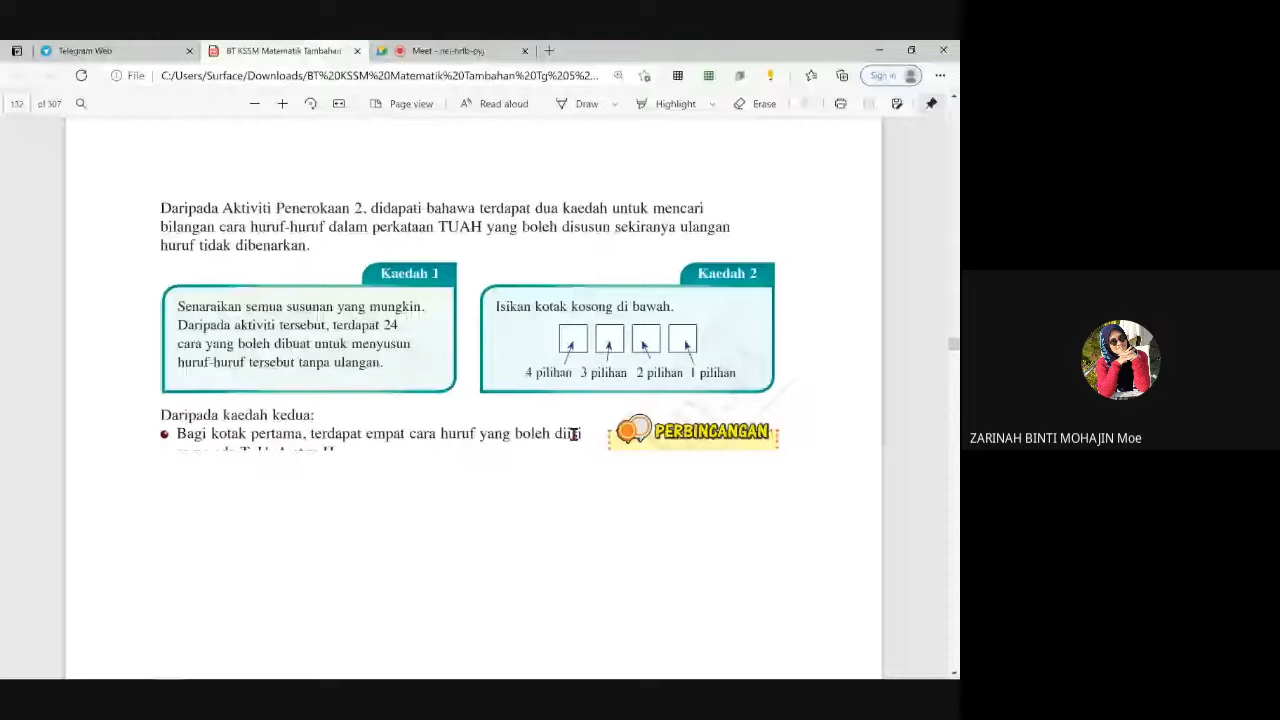 Telegram Web
BT KSSM Matematik Tambahan
File
C:/Users/Surface/Downloads/BT%20KSSM%20Matematik%20Tambahan%20Tg%205%2...
Sign in
132 of 307
Page view
Read aloud
Draw
Highlight
Erase
Daripada Aktiviti Penerokaan 2, didapati bahawa terdapat dua kaedah untuk mencari
bilangan cara huruf-huruf dalam perkataan TUAH yang boleh disusun sekiranya ulangan
huruf tidak dibenarkan.
Kaedah 1
Senaraikan semua susunan yang mungkin.
Daripada aktiviti tersebut, terdapat 24
cara yang boleh dibuat untuk menyusun
huruf-huruf tersebut tanpa ulangan.
Kaedah 2
Isikan kotak kosong di bawah.
4 pilihan 3 pilihan 2 pilihan 1 pilihan
Daripada kaedah kedua:
Bagi kotak pertama, terdapat empat cara huruf yang boleh diisi
PERBINCANGAN
ZARINAH BINTI MOHAJIN Moe